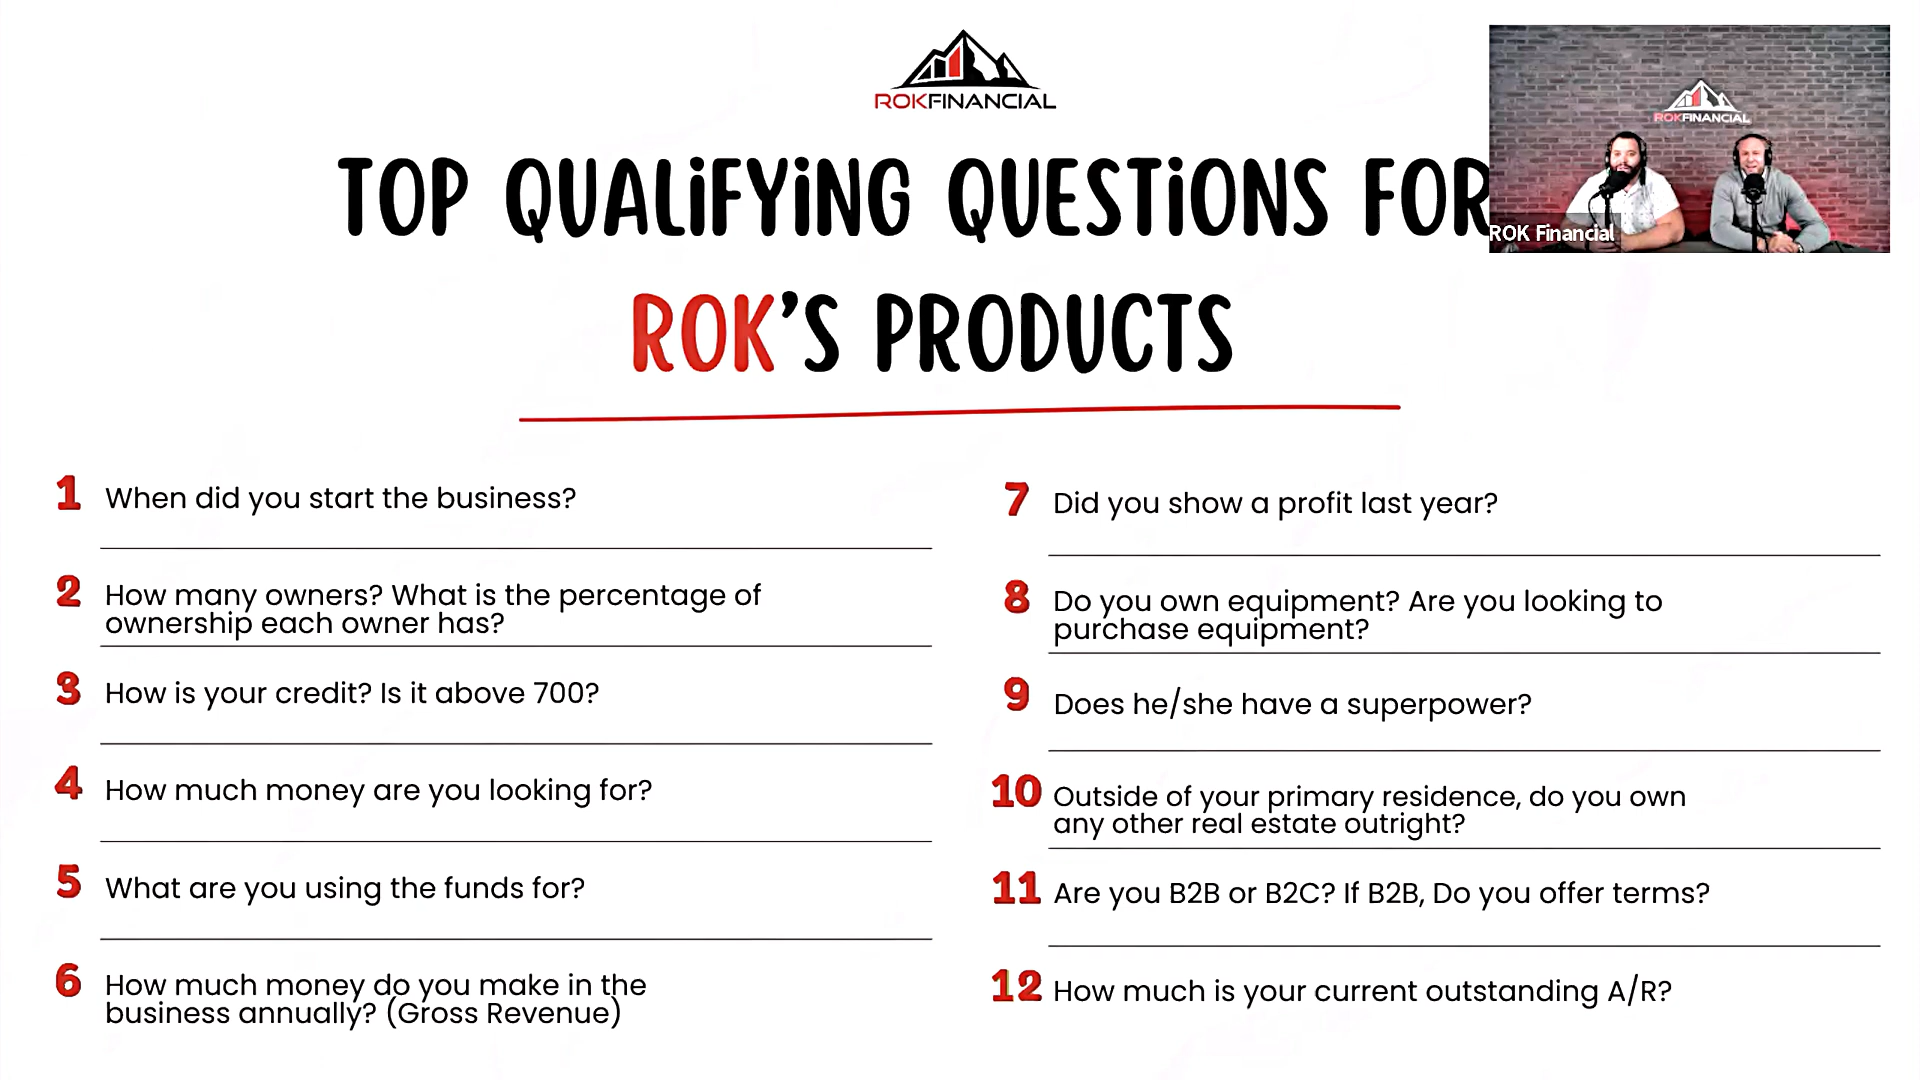 ROKFINANCIAL
TOP QUALIFYING QUESTIONS FOR
ROK'S PRODUCTS
ROKFINANCIAL
ROK Financial
1 When did you start the business?
2 How many owners? What is the percentage of
ownership each owner has?
3 How is your credit? Is it above 700?
4 How much money are you looking for?
5 What are you using the funds for?
6 How much money do you make in the
business annually? (Gross Revenue)
7 Did you show a profit last year?
8 Do you own equipment? Are you looking to
purchase equipment?
9 Does he/she have a superpower?
10 Outside of your primary residence, do you own
any other real estate outright?
11 Are you B2B or B2C? If B2B, Do you offer terms?
12 How much is your current outstanding A/R?